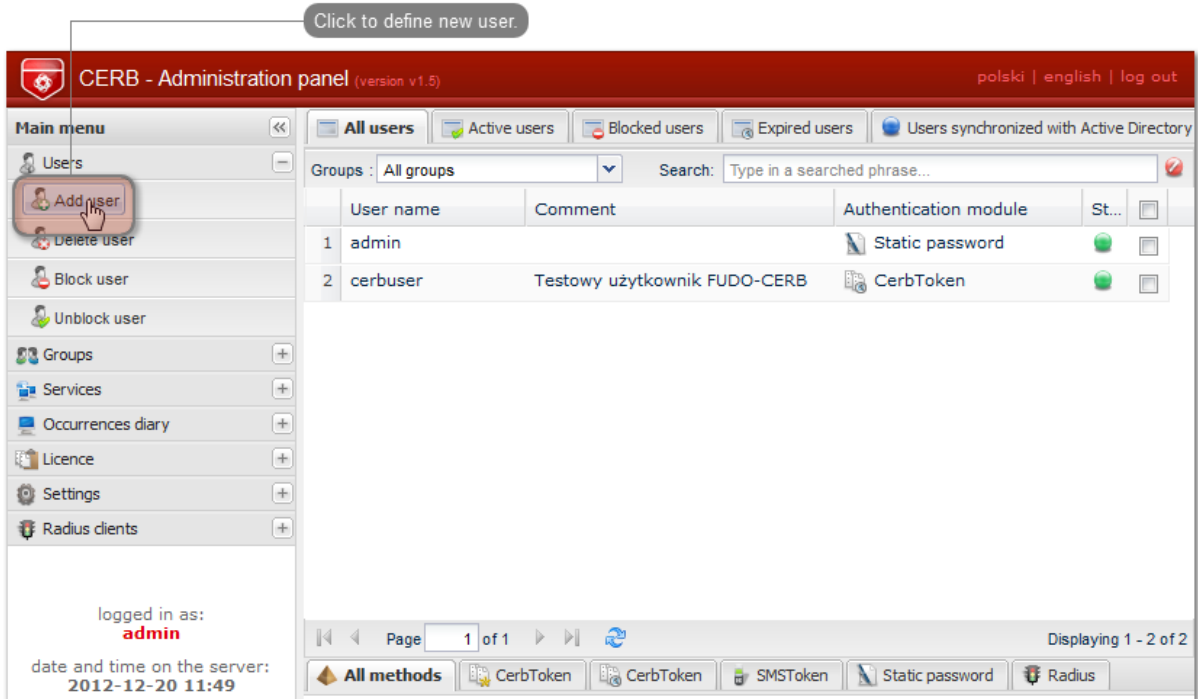 Click to define new user.
CERB - Administration panel (version v1.5)
polski | english | log out
Main menu
Users
Add user
Delete user
Block user
Unblock user
Groups
Services
Occurrences diary
Licence
Settings
Radius clients
logged in as:
admin
date and time on the server:
2012-12-20 11:49
All users Active users Blocked users Expired users Users synchronized with Active Directory
Groups : All groups Search: Type in a searched phrase...
User name Comment Authentication module St...
1 admin Static password
2 cerbuser Testowy użytkownik FUDO-CERB CerbToken
Page 1 of 1 Displaying 1 - 2 of 2
All methods CerbToken CerbToken SMSToken Static password Radius